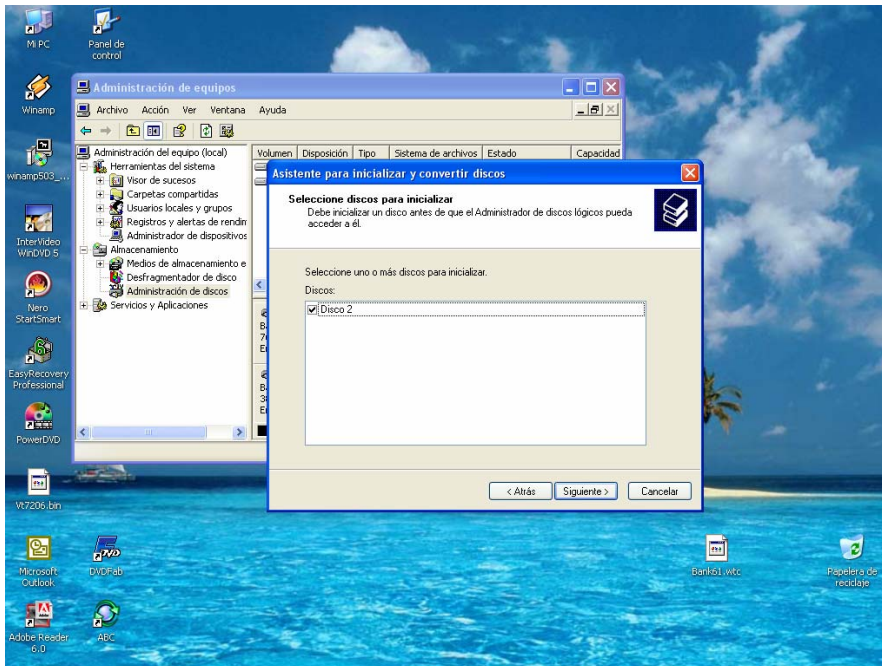 Mi PC
Panel de
control
Winamp
winamp503_...
InterVideo
WinDVD 5
Nero
StartSmart
EasyRecovery
Professional
PowerDVD
Vt7206.bin
Microsoft
Outlook
DVDFab
Adobe Reader
6.0
ABC
Administración de equipos
Archivo Acción Ver Ventana Ayuda
Administración del equipo (local)
Herramientas del sistema
Visor de sucesos
Carpetas compartidas
Usuarios locales y grupos
Registros y alertas de rendim
Administrador de dispositivos
Almacenamiento
Medios de almacenamiento e
Desfragmentador de disco
Administración de discos
Servicios y Aplicaciones
Volumen Disposición Tipo Sistema de archivos Estado Capacidad
Asistente para inicializar y convertir discos
Seleccione discos para inicializar
Debe inicializar un disco antes de que el Administrador de discos lógicos pueda
acceder a él.
Seleccione uno o más discos para inicializar.
Discos:
Disco 2
< Atrás Siguiente > Cancelar
Bank61.wtc
Papelera de
reciclaje